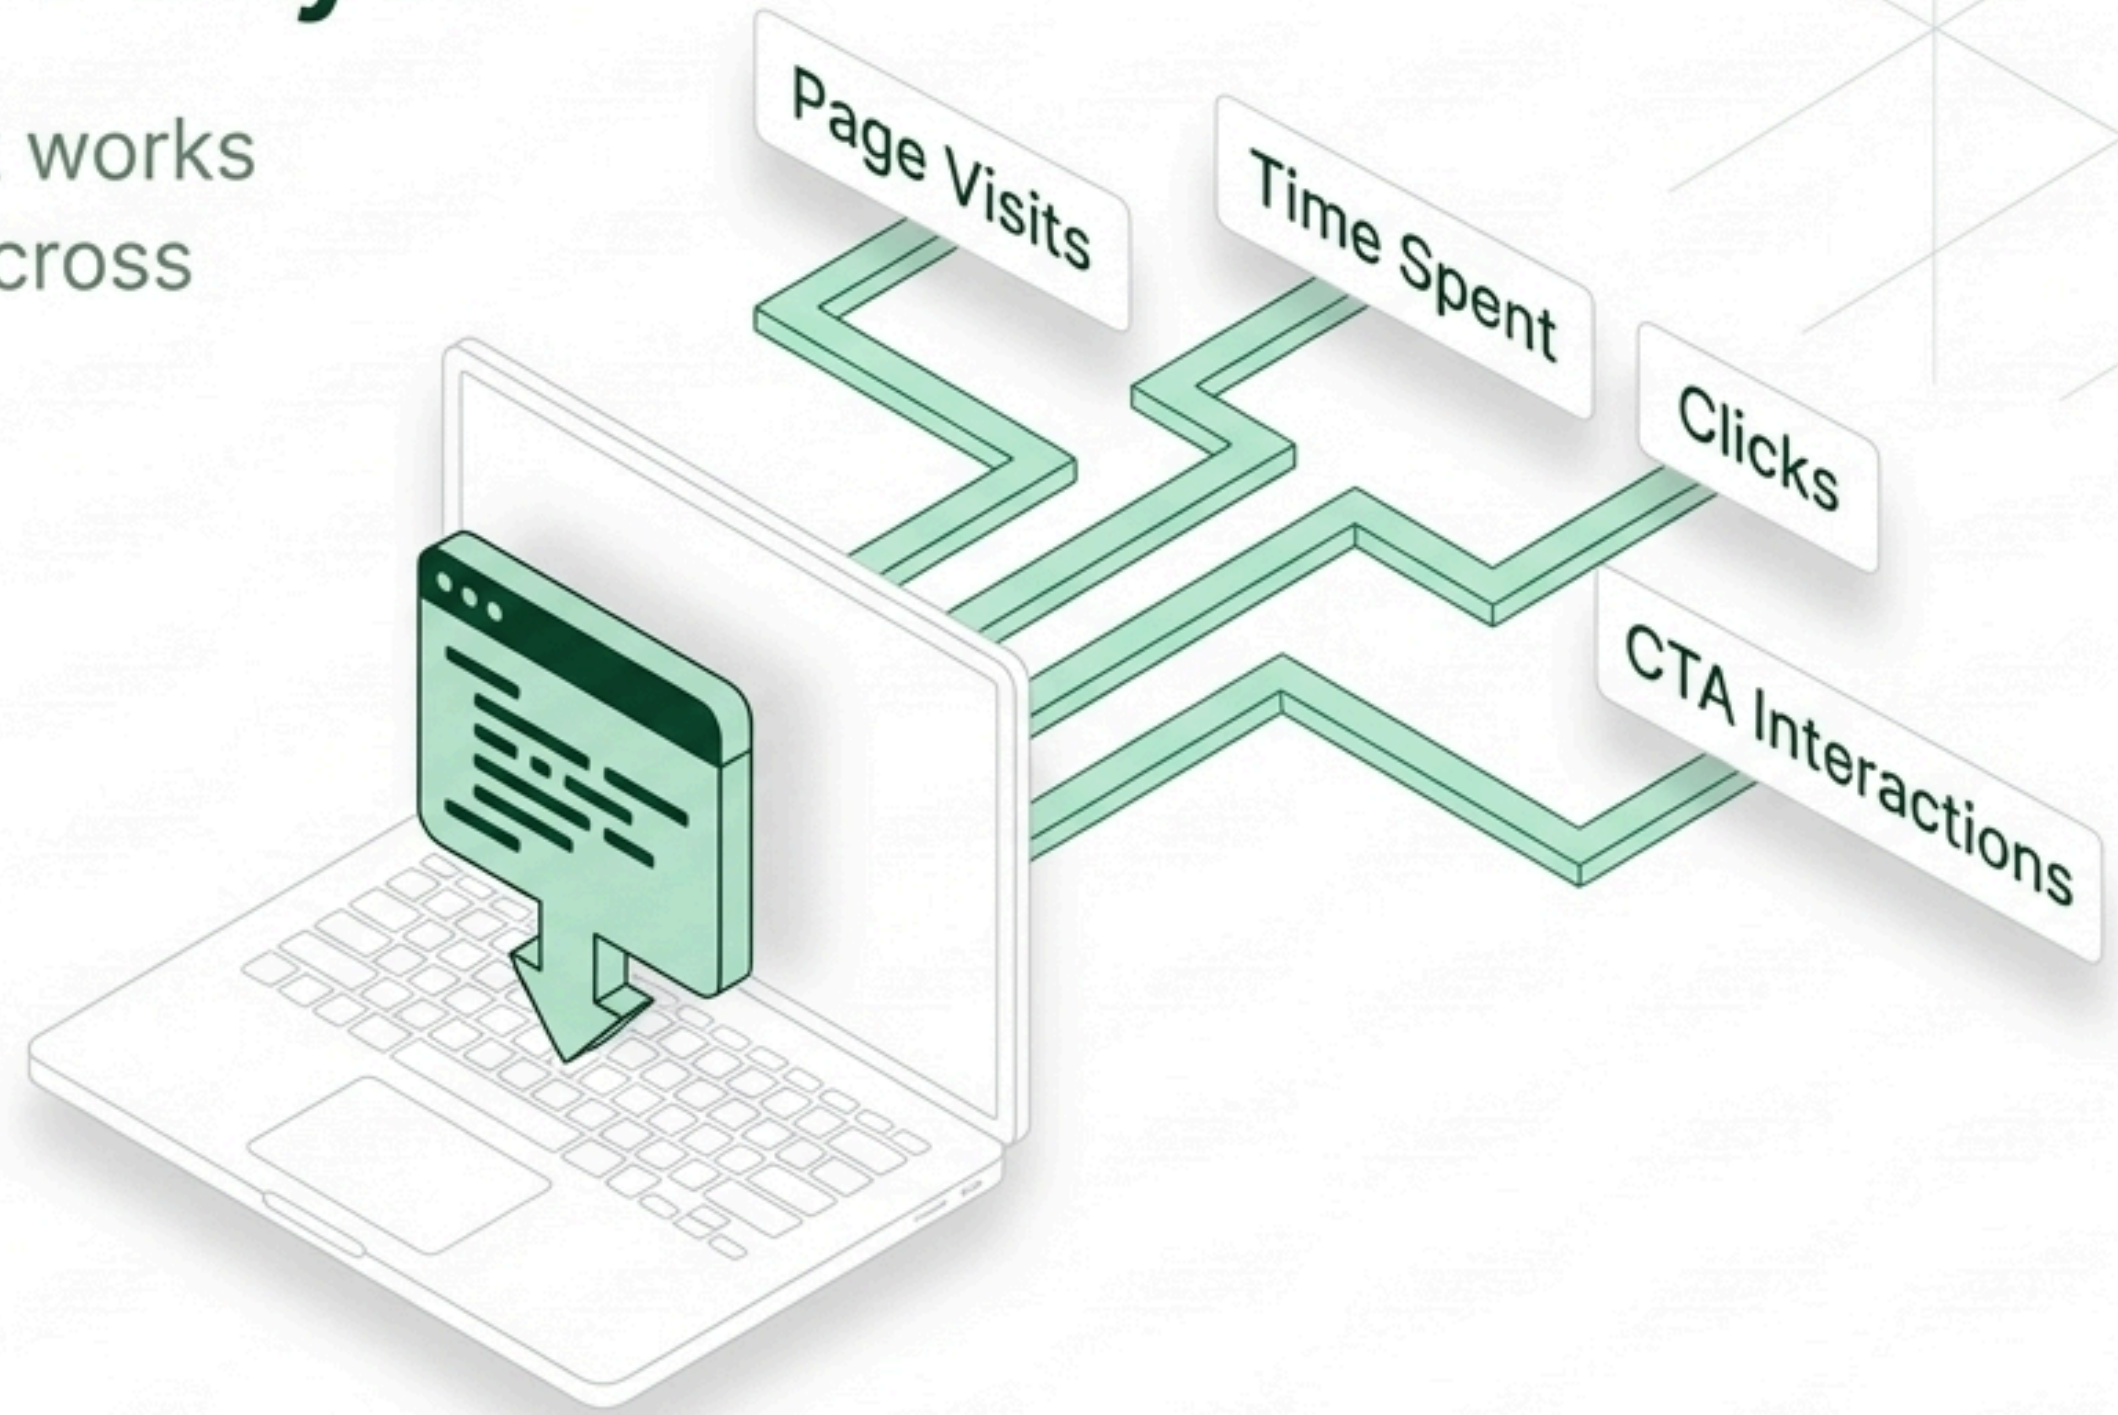 works
cross
Page Visits
Time Spent
Clicks
CTA Interactions